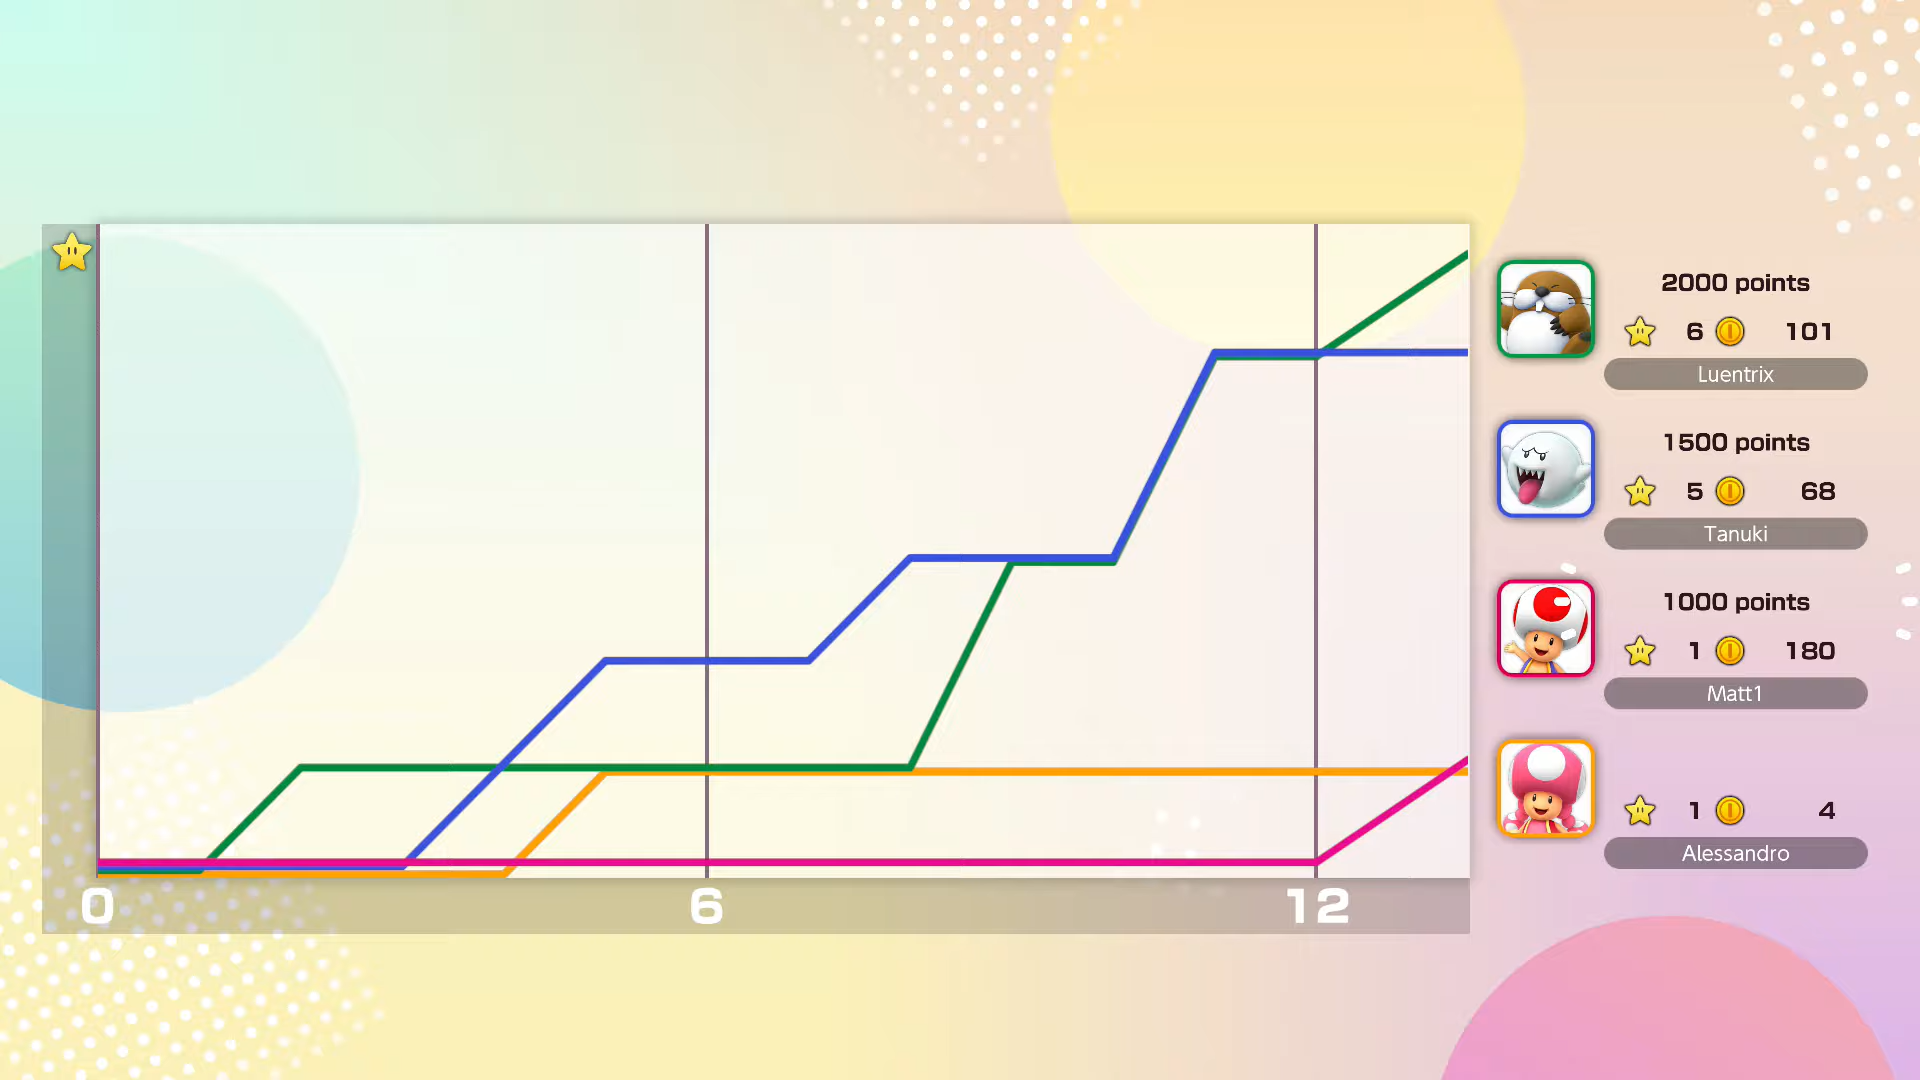 2000 points
6 101
Luentrix
1500 points
5 68
Tanuki
1000 points
1 180
Matt1
1 4
Alessandro
0 6 12